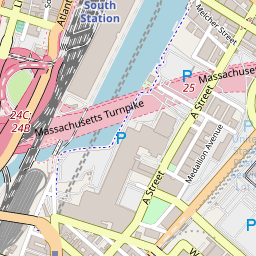 South
Station
Atlant
Melcher Street
P
Massachuse
25
A Street
24C;
24B
Massachusetts Turnpike
P
Medallion Avenue
A Street
P
W